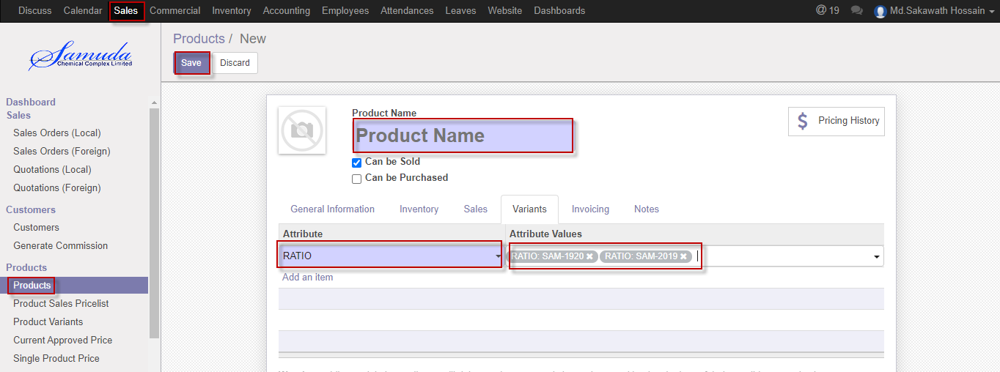 Discuss Calendar Sales Commercial Inventory Accounting Employees Attendances Leaves Website Dashboards @ 19 Md.Sakawath Hossain
Samuda
Chemical Complex Limited
Products / New
Save Discard
Dashboard
Sales
Sales Orders (Local)
Sales Orders (Foreign)
Quotations (Local)
Quotations (Foreign)
Customers
Customers
Generate Commission
Products
Products
Product Sales Pricelist
Product Variants
Current Approved Price
Single Product Price
Product Name
Product Name
Can be Sold
Can be Purchased
$ Pricing History
General Information Inventory Sales Variants Invoicing Notes
Attribute Attribute Values
RATIO RATIO: SAM-1920 ✖ RATIO: SAM-2019 ✖
Add an item